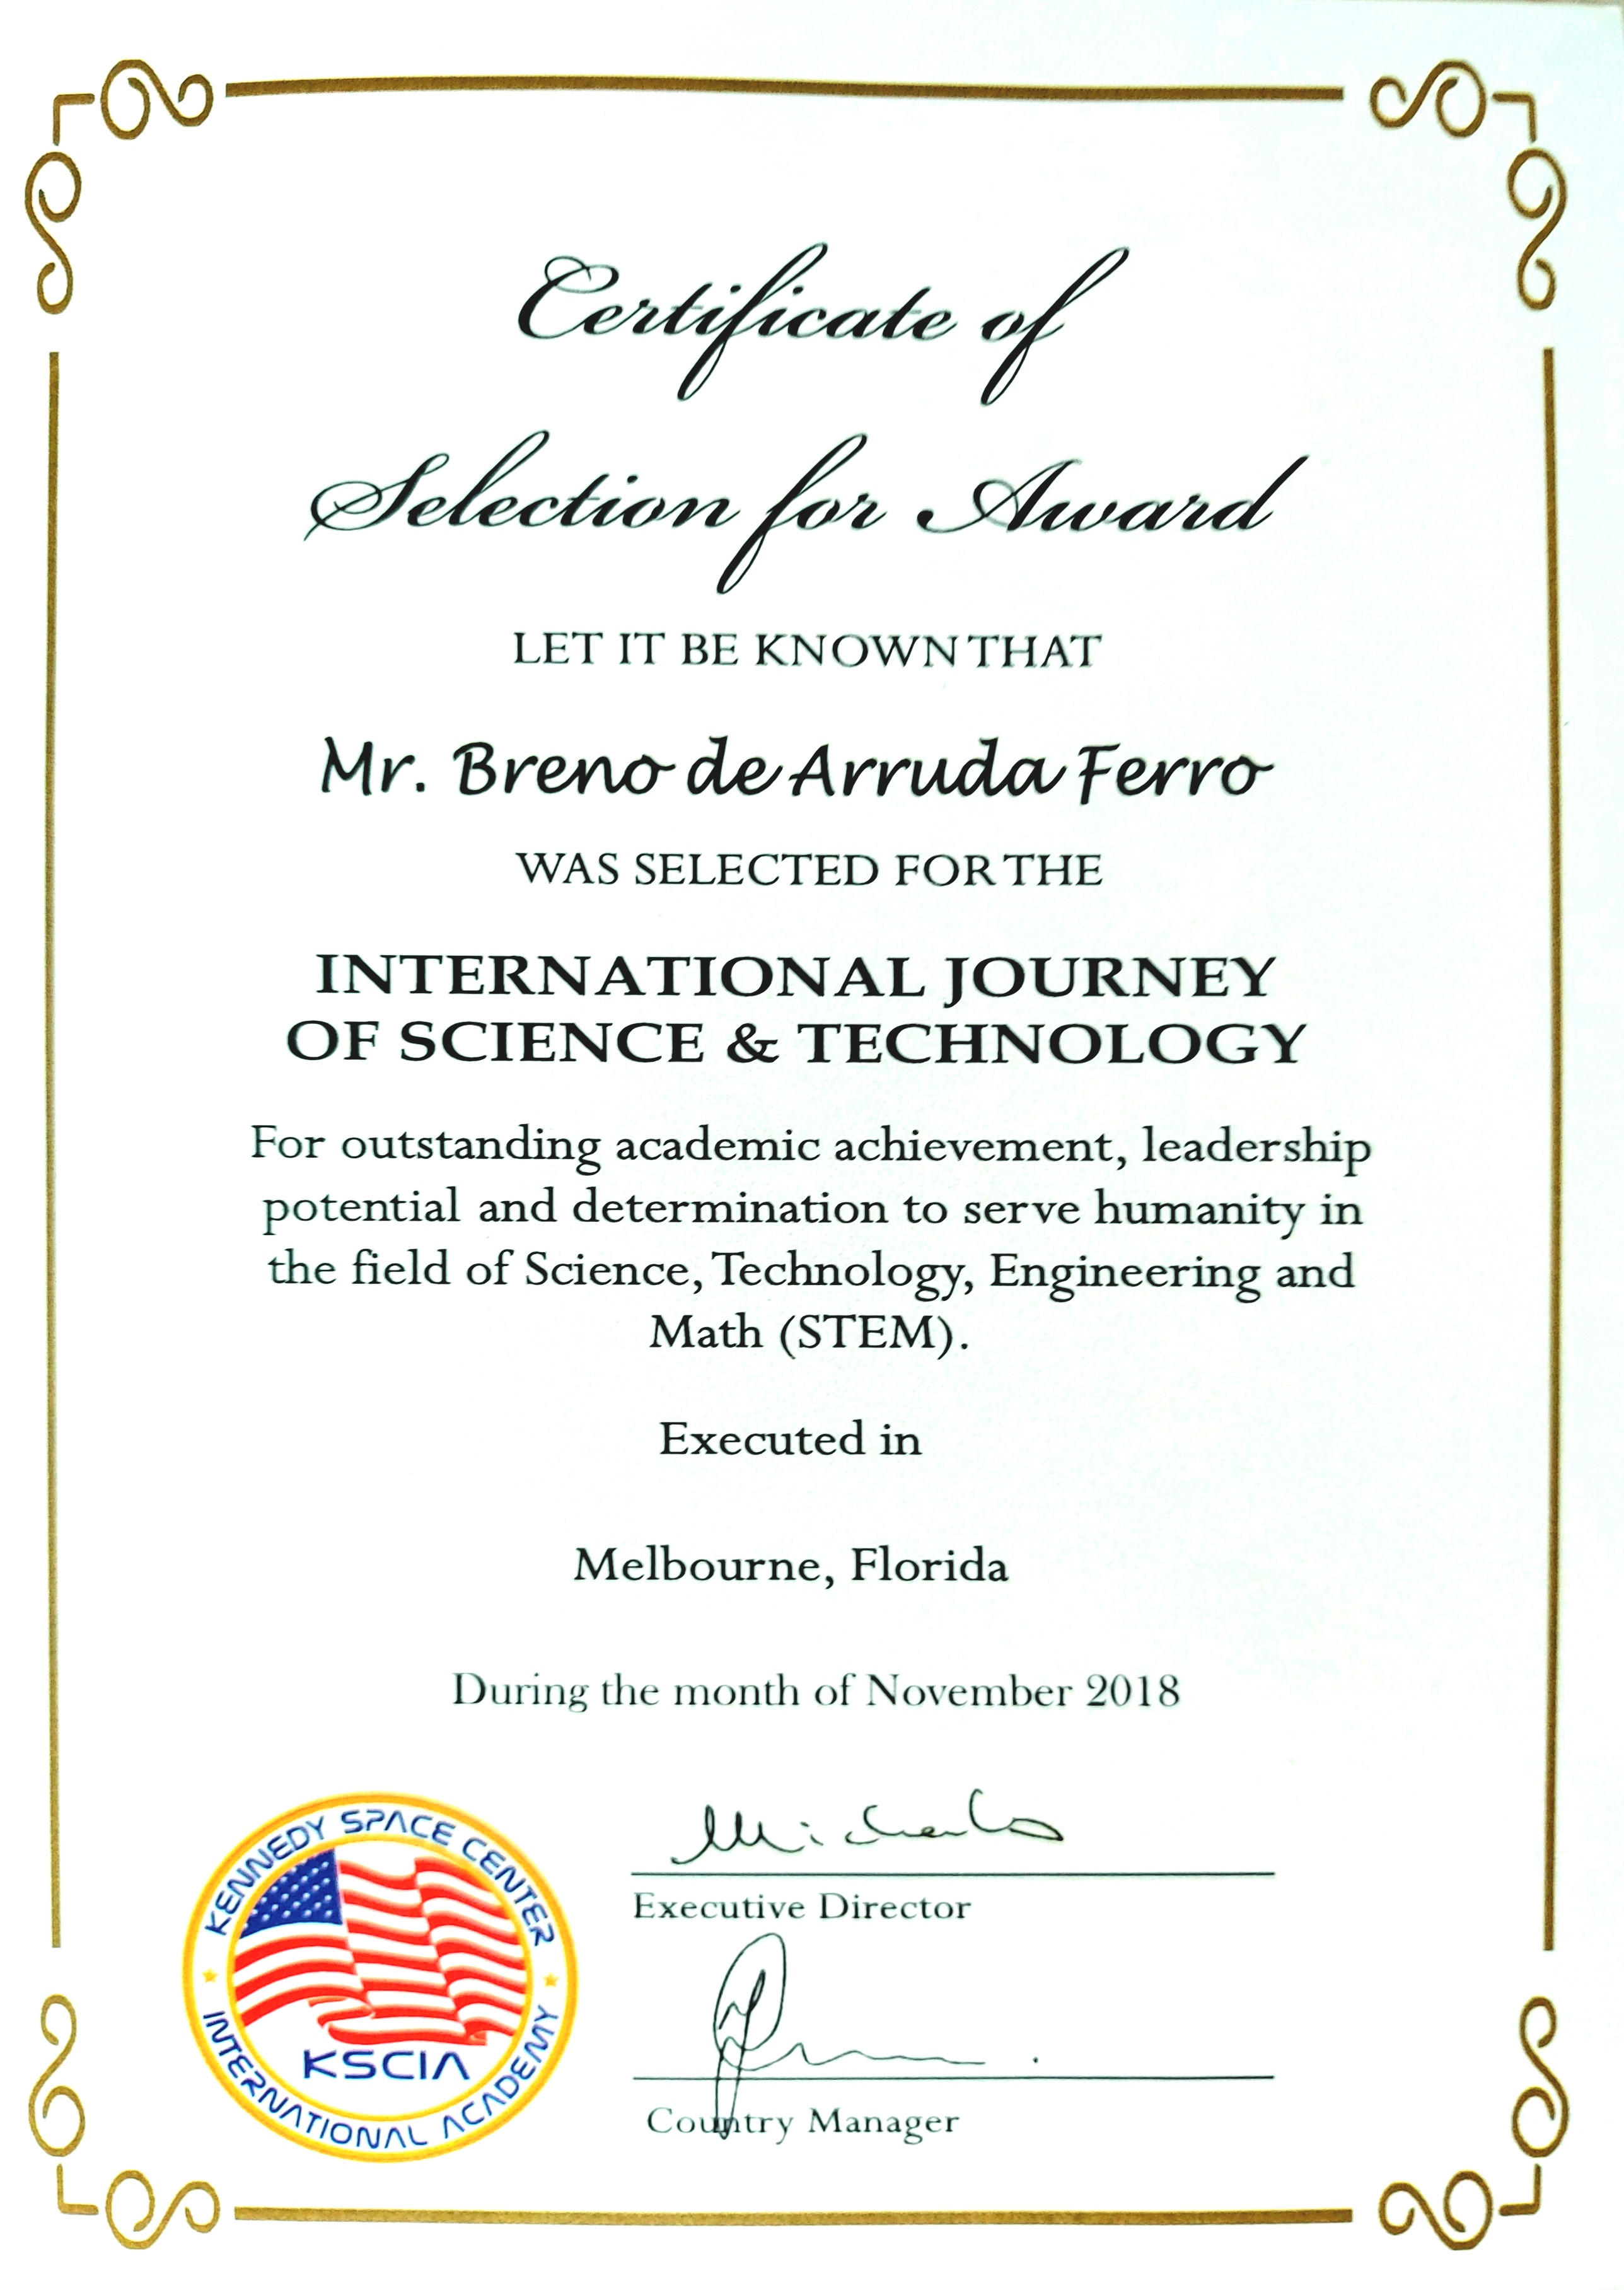 Certificate of
Selection for Award
LET IT BE KNOWN THAT
Mr. Breno de Arruda Ferro
WAS SELECTED FOR THE
INTERNATIONAL JOURNEY
OF SCIENCE & TECHNOLOGY
For outstanding academic achievement, leadership
potential and determination to serve humanity in
the field of Science, Technology, Engineering and
Math (STEM).
Executed in
Melbourne, Florida
During the month of November 2018
KENNEDY SPACE CENTER
KSCIA
INTERNATIONAL ACADEMY
Executive Director
Country Manager